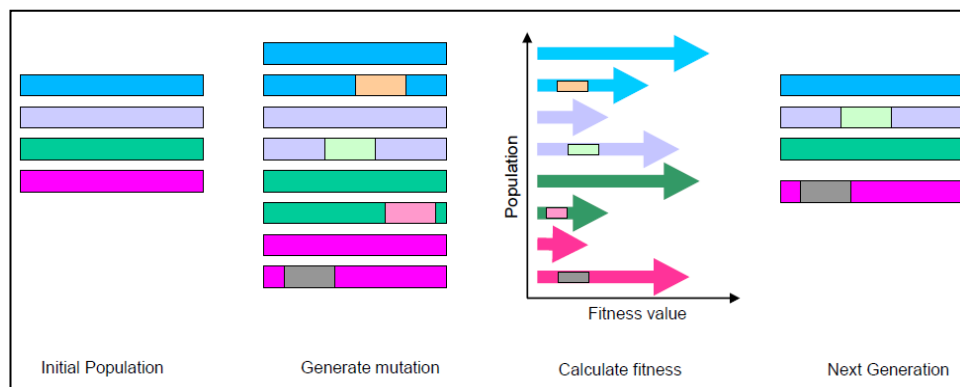 Population
Fitness value
Initial Population
Generate mutation
Calculate fitness
Next Generation